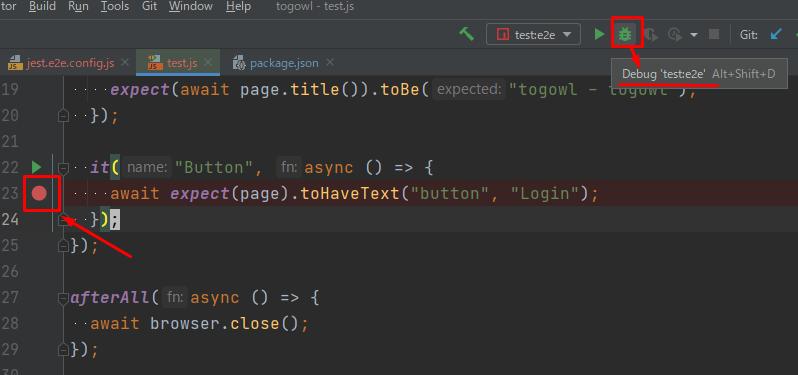 tor Build Run Tools Git Window Help togowl - test.js
test:e2e Git:
jest.e2e.config.js test.js package.json
Debug 'test:e2e' Alt+Shift+D
19 expect(await page.title()).toBe( expected: "togowl - togowl");
20 });
21
22 it( name: "Button", fn: async () => {
23 await expect(page).toHaveText("button", "Login");
24 });
25 });
26
27 afterAll( fn: async () => {
28 await browser.close();
29 });
30